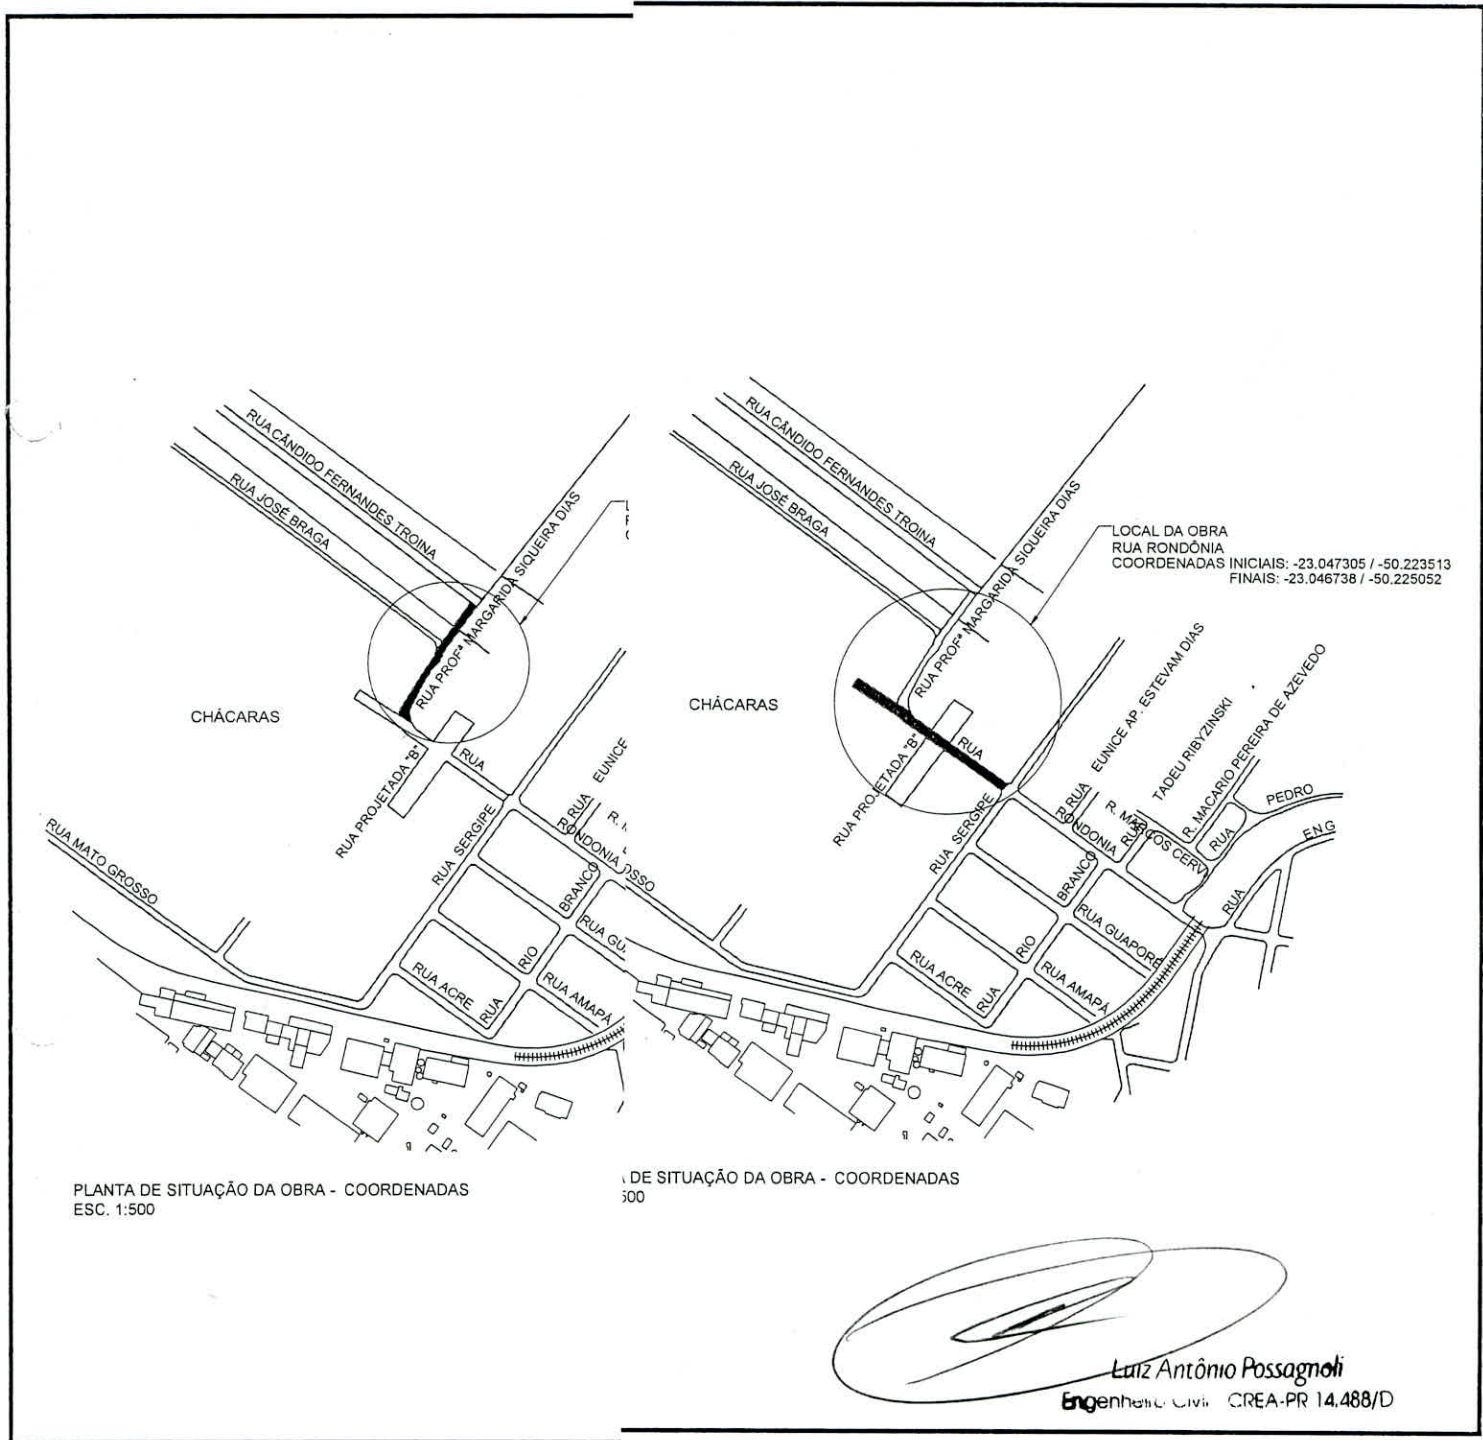 RUA CÂNDIDO FERNANDES TROINA
RUA JOSÉ BRAGA
RUA PROFª MARGARIDA SIQUEIRA DIAS
CHÁCARAS
RUA PROJETADA "B"
RUA
RUA SERGIPE
RUA EUNICE
RONDONIA
RUA MATO GROSSO
BRANCO
RIO
RUA
RUA ACRE
RUA AMAPÁ
PLANTA DE SITUAÇÃO DA OBRA - COORDENADAS
ESC. 1:500
RUA CÂNDIDO FERNANDES TROINA
RUA JOSÉ BRAGA
RUA PROFª MARGARIDA SIQUEIRA DIAS
LOCAL DA OBRA
RUA RONDÔNIA
COORDENADAS INICIAIS: -23.047305 / -50.223513
FINAIS: -23.046738 / -50.225052
CHÁCARAS
RUA PROJETADA "B"
RUA
RUA SERGIPE
RUA EUNICE AP. ESTEVAM DIAS
RUA TADEU RIBYZINSKI
R. MACARIO PEREIRA DE AZEVEDO
R. MARCOS CERV
RONDONIA
RUA
PEDRO
ENG
RUA
OSSO
BRANCO
RIO
RUA
RUA GUAPORÉ
RUA ACRE
RUA AMAPÁ
DE SITUAÇÃO DA OBRA - COORDENADAS
500
Luiz Antônio Possagnoli
Engenheiro Civil CREA-PR 14.488/D